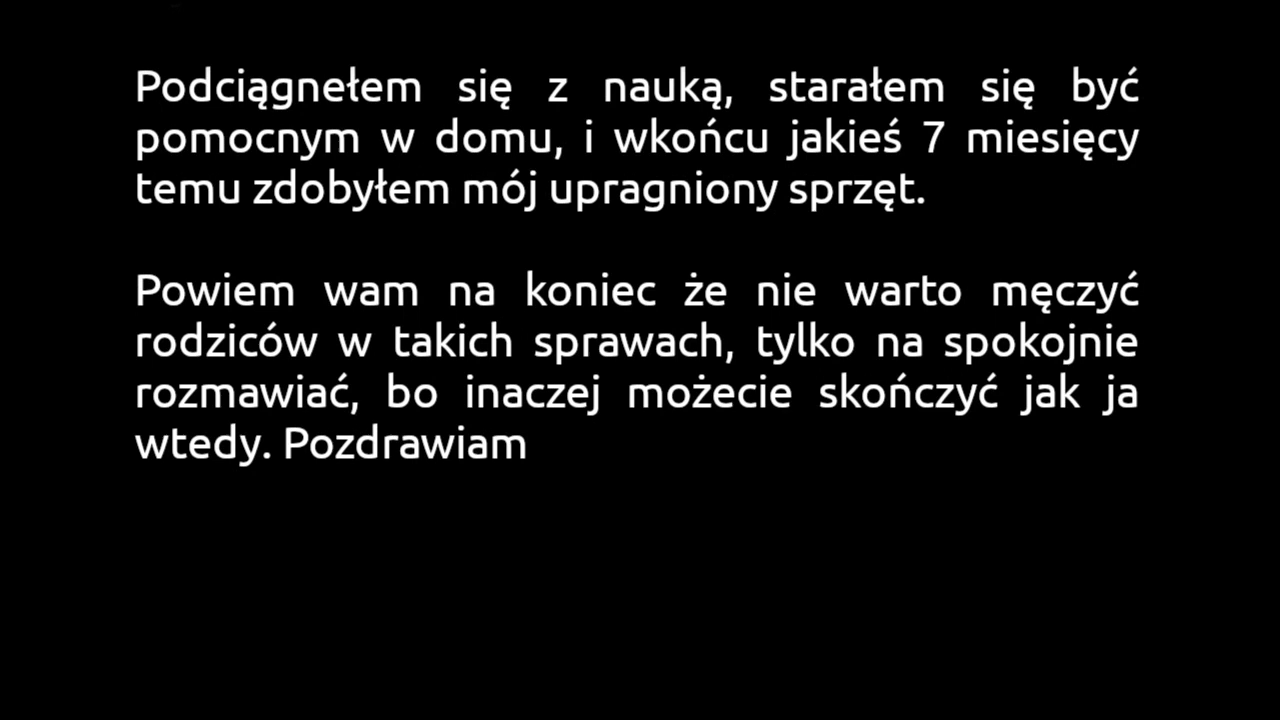 Podciągnełem się z nauką, starałem się być
pomocnym w domu, i wkońcu jakieś 7 miesięcy
temu zdobyłem mój upragniony sprzęt.
Powiem wam na koniec że nie warto męczyć
rodziców w takich sprawach, tylko na spokojnie
rozmawiać, bo inaczej możecie skończyć jak ja
wtedy. Pozdrawiam